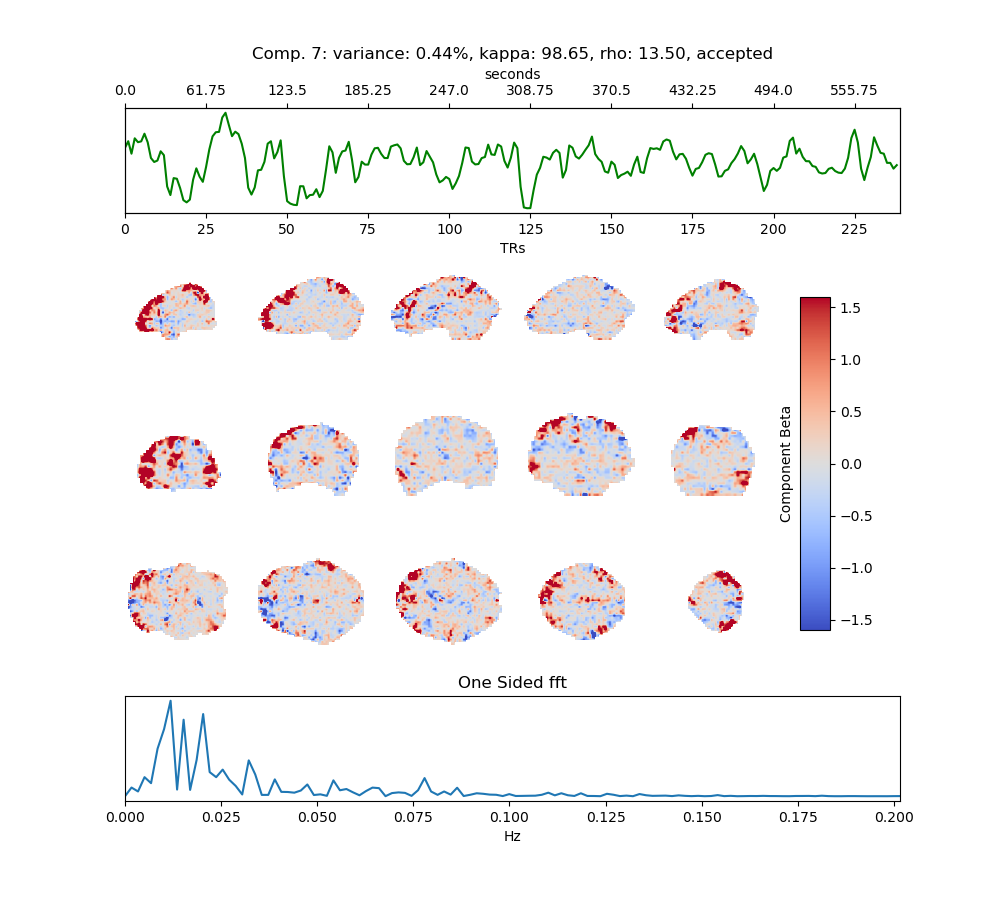 Comp. 7: variance: 0.44%, kappa: 98.65, rho: 13.50, accepted
seconds
0.0 61.75 123.5 185.25 247.0 308.75 370.5 432.25 494.0 555.75
0 25 50 75 100 125 150 175 200 225
TRs
Component Beta
1.5
1.0
0.5
0.0
−0.5
−1.0
−1.5
One Sided fft
0.000 0.025 0.050 0.075 0.100 0.125 0.150 0.175 0.200
Hz